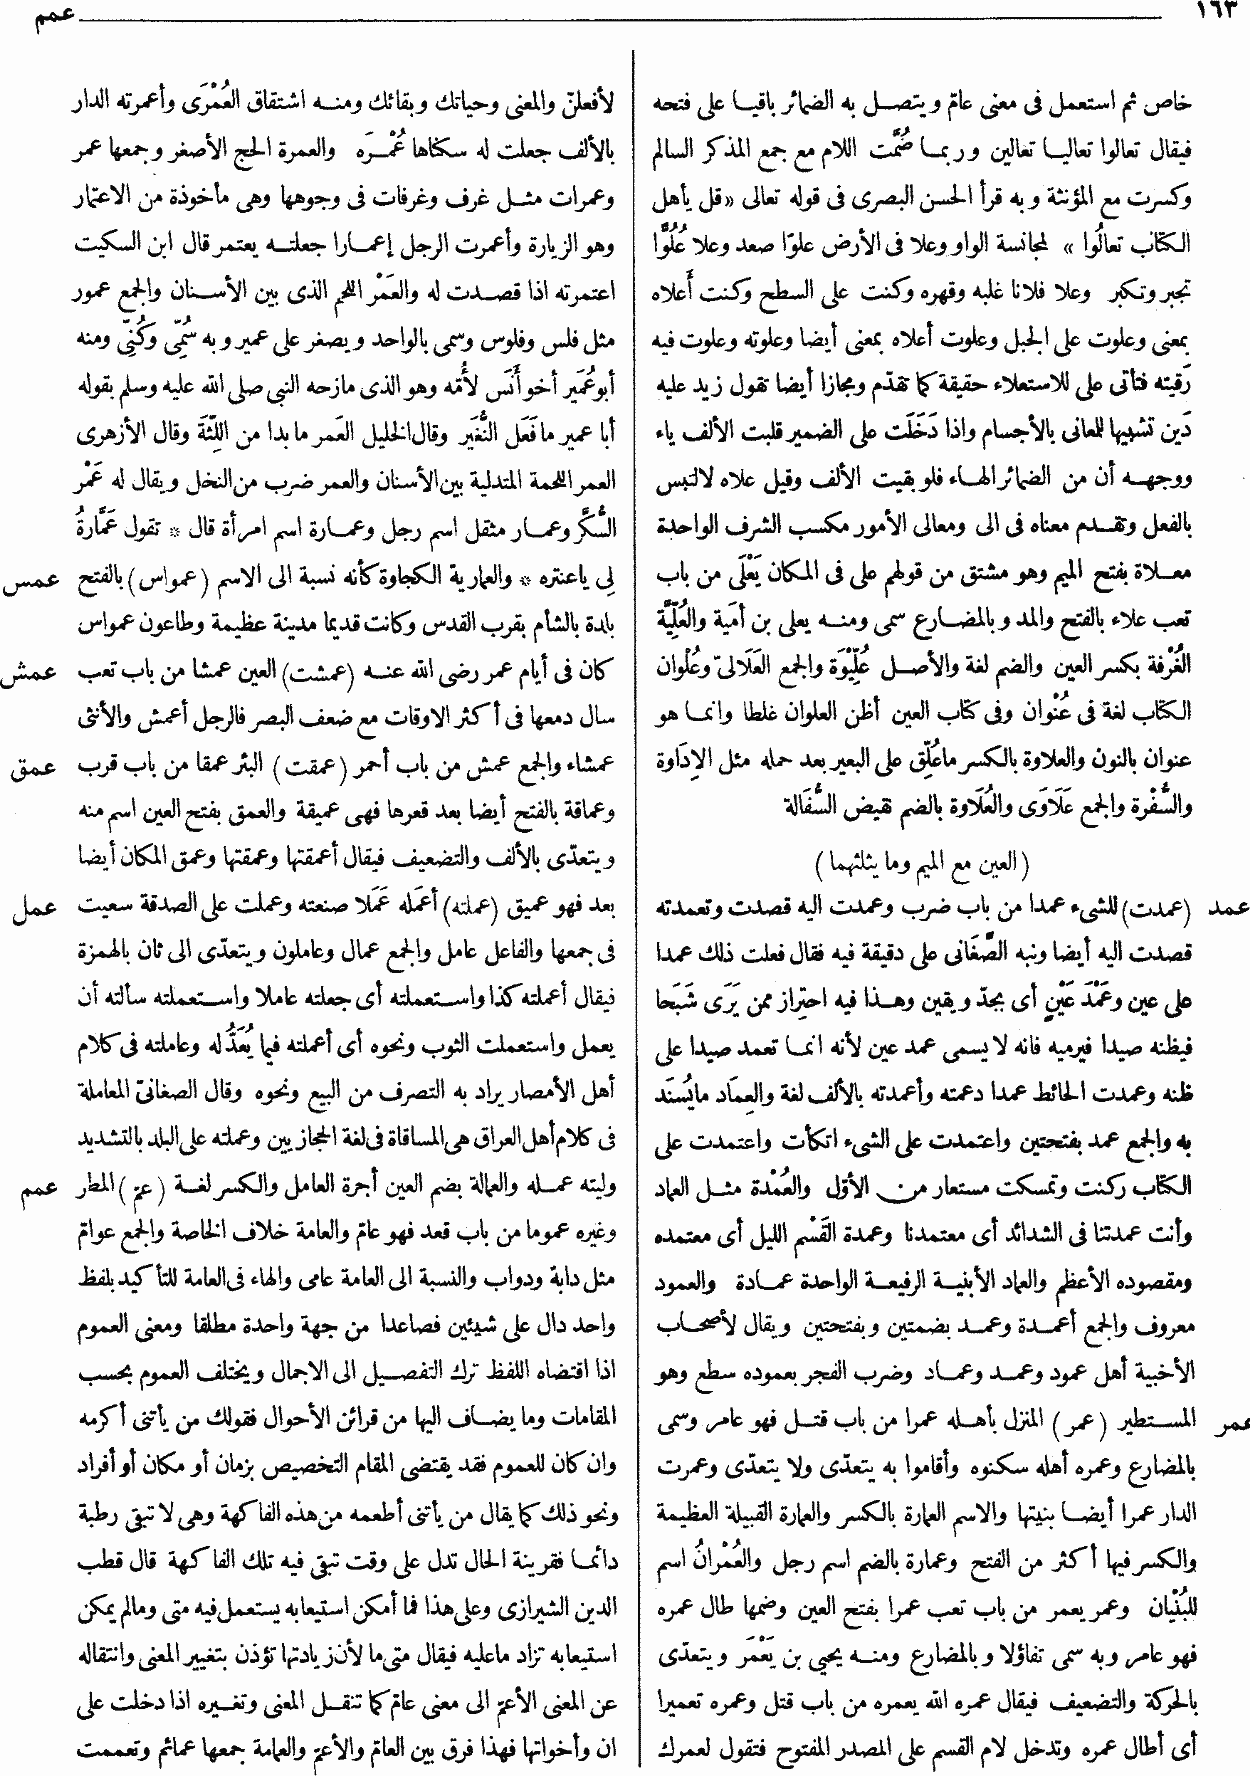 ١٦٣
عمم
خاص ثم استعمل فى معنى عامّ ويتصل به الضمائر باقيا على فتحه
فيقال تعالوا تعاليا تعالين وربما ضُمَّت اللام مع جمع المذكر السالم
وكسرت مع المؤنثة وبه قرأ الحسن البصرى فى قوله تعالى «قل يأهل
الكتاب تعالُوا » لمجانسة الواو وعلا فى الأرض علوّا صعد وعلا عُلُوًّا
تجبر وتكبر وعلا فلانا غلبه وقهره وكنت على السطح وكنت أَعلاه
بمعنى وعلوت على الجبل وعلوت أعلاه بمعنى أيضا وعلوته وعلوت فيه
رَقيته فتأتى على للاستعلاء حقيقة كما تقدّم ومجازا أيضا تقول زيد عليه
دَين تشبيها للمعانى بالأجسام واذا دَخَلَت على الضمير قلبت الألف ياء
ووجهه أن من الضمائر الهاء فلو بقيت الألف وقيل علاه لالتبس
بالفعل وتقدم معناه فى الى ومعالى الأمور مكسب الشرف الواحدة
معلاة بفتح الميم وهو مشتق من قولهم على فى المكان يَعْلَى من باب
تعب علاء بالفتح والمد وبالمضارع سمى ومنه يعلى بن أمَية والعُلِّيَّة
الغُرْفة بكسر العين والضم لغة والأصل عُلِّيْوَة والجمع العَلَالىّ وعُلْوان
الكتاب لغة فى عُنْوان وفى كتاب العين أظن العلوان غلطا وانما هو
عنوان بالنون والعلاوة بالكسر ماعُلِّق على البعير بعد حمله مثل الإِدَاوة
والسُّفْرة والجمع عَلَاوَى والعُلَاوة بالضم نقيض السُّفَالة
(العين مع الميم وما يثلثهما)
عمد (عمدت) للشىء عمدا من باب ضرب وعمدت اليه قصدت وتعمدته
قصدت اليه أيضا ونبه الصَّغَانى على دقيقة فيه فقال فعلت ذلك عمدا
على عين وعَمْدَ عَيْنٍ أى بجدّ ويقين وهذا فيه احتِراز ممن يَرَى شَبَحا
فيظنه صيدا فيرميه فانه لا يسمى عمد عين لأنه انما تعمد صيدا على
ظنه وعمدت الحائط عمدا دعمته وأعمدته بالألف لغة والعِمَاد مايُسنَد
به والجمع عمد بفتحتين واعتمدت على الشىء اتكأت واعتمدت على
الكتاب ركنت وتمسكت مستعار من الأوّل والعُمْدة مثل العماد
وأنت عمدتنا فى الشدائد أى معتمدنا وعمدة القَسْم الليل أى معتمده
ومقصوده الأعظم والعماد الأبنية الرفيعة الواحدة عمادة والعمود
معروف والجمع أعمدة وعمد بضمتين وبفتحتين ويقال لأصحاب
الأخبية أهل عمود وعمد وعماد وضرب الفجر بعموده سطع وهو
عمر المستطير (عمر) المنزل بأهله عمرا من باب قتل فهو عامر وسمى
بالمضارع وعمره أهله سكنوه وأقاموا به يتعدّى ولا يتعدّى وعمرت
الدار عمرا أيضا بنيتها والاسم العمارة بالكسر والعمارة القبيلة العظيمة
والكسر فيها أكثر من الفتح وعمارة بالضم اسم رجل والعُمْرانُ اسم
للبُنْيان وعمر يعمر من باب تعب عمرا بفتح العين وضمها طال عمره
فهو عامر وبه سمى تفاؤلا وبالمضارع ومنه يحيى بن يَعْمَر ويتعدّى
بالحركة والتضعيف فيقال عمره الله يعمره من باب قتل وعمره تعميرا
أى أطال عمره وتدخل لام القسم على المصدر المفتوح فتقول لعمرك
لأفعلنّ والمعنى وحياتك وبقائك ومنه اشتقاق العُمْرَى وأعمرته الدار
بالألف جعلت له سكناها عُمْرَه والعمرة الحج الأصغر وجمعها عمر
وعمرات مثل غرف وغرفات فى وجوهها وهى مأخوذة من الاعتمار
وهو الزيارة وأعمرت الرجل إعمارا جعلته يعتمر قال ابن السكيت
اعتمرته اذا قصدت له والعَمْر اللحم الذى بين الأسنان والجمع عمور
مثل فلس وفلوس وسمى بالواحد ويصغر على عمير وبه سُمِّى وكُنِّى ومنه
أبوعُمَير أخو أَنَس لأُمّه وهو الذى مازحه النبى صلى الله عليه وسلم بقوله
أبا عمير ما فَعَل النُّغَير وقال الخليل العَمر ما بدا من اللِّثَة وقال الأزهرى
العمر اللحمة المتدلية بين الأسنان والعمر ضرب من النخل ويقال له عَمْر
السُّكَّر وعمار مثقل اسم رجل وعمارة اسم امرأة قال * تقول عَمَّارةُ
عمس لِى ياعنتره * والعمارية الكجاوة كأنه نسبة الى الاسم (عمواس) بالفتح
بلدة بالشأم بقرب القدس وكانت قديما مدينة عظيمة وطاعون عمواس
عمش كان فى أيام عمر رضى الله عنه (عمشت) العين عمشا من باب تعب
سال دمعها فى أكثر الاوقات مع ضعف البصر فالرجل أعمش والأنثى
عمق عمشاء والجمع عمش من باب أحمر (عمقت) البئر عمقا من باب قرب
وعماقة بالفتح أيضا بعد قعرها فهى عميقة والعمق بفتح العين اسم منه
ويتعدّى بالألف والتضعيف فيقال أعمقتها وعمقتها وعمق المكان أيضا
عمل بعد فهو عميق (عملته) أعمَله عَمَلا صنعته وعملت على الصدقة سعيت
فى جمعها والفاعل عامل والجمع عمال وعاملون ويتعدّى الى ثان بالهمزة
فيقال أعملته كذا واستعملته أى جعلته عاملا واستعملته سألته أن
يعمل واستعملت الثوب ونحوه أى أعملته فيما يُعَدُّ له وعاملته فى كلام
أهل الأمصار يراد به التصرف من البيع ونحوه وقال الصغانىّ المعاملة
فى كلام أهل العراق هى المساقاة فى لغة الحجازيين وعملته على البلد بالتشديد
عمم وليته عمله والعمالة بضم العين أجرة العامل والكسر لغة (عمّ) المطر
وغيره عموما من باب قعد فهو عامّ والعامة خلاف الخاصة والجمع عوامّ
مثل دابة ودواب والنسبة الى العامة عامى والهاء فى العامة للتأكيد بلفظ
واحد دال على شيئين فصاعدا من جهة واحدة مطلقا ومعنى العموم
اذا اقتضاه اللفظ ترك التفصيل الى الاجمال ويختلف العموم بحسب
المقامات وما يضاف اليها من قرائن الأحوال فقولك من يأتنى أكرمه
وان كان للعموم فقد يقتضى المقام التخصيص بزمان أو مكان أو أفراد
ونحو ذلك كما يقال من يأتنى أطعمه من هذه الفاكهة وهى لا تبقى رطبة
دائما فقرينة الحال تدل على وقت تبقى فيه تلك الفاكهة قال قطب
الدين الشيرازى وعلى هذا فما أمكن استيعابه يستعمل فيه متى ومالم يمكن
استيعابه تزاد ما عليه فيقال متى ما لأن زيادتها تؤذن بتغيير المعنى وانتقاله
عن المعنى الأعمّ الى معنى عامّ كما تنقل المعنى وتغيره اذا دخلت على
ان وأخواتها فهذا فرق بين العامّ والأعمّ والعمامة جمعها عمائم وتعممت